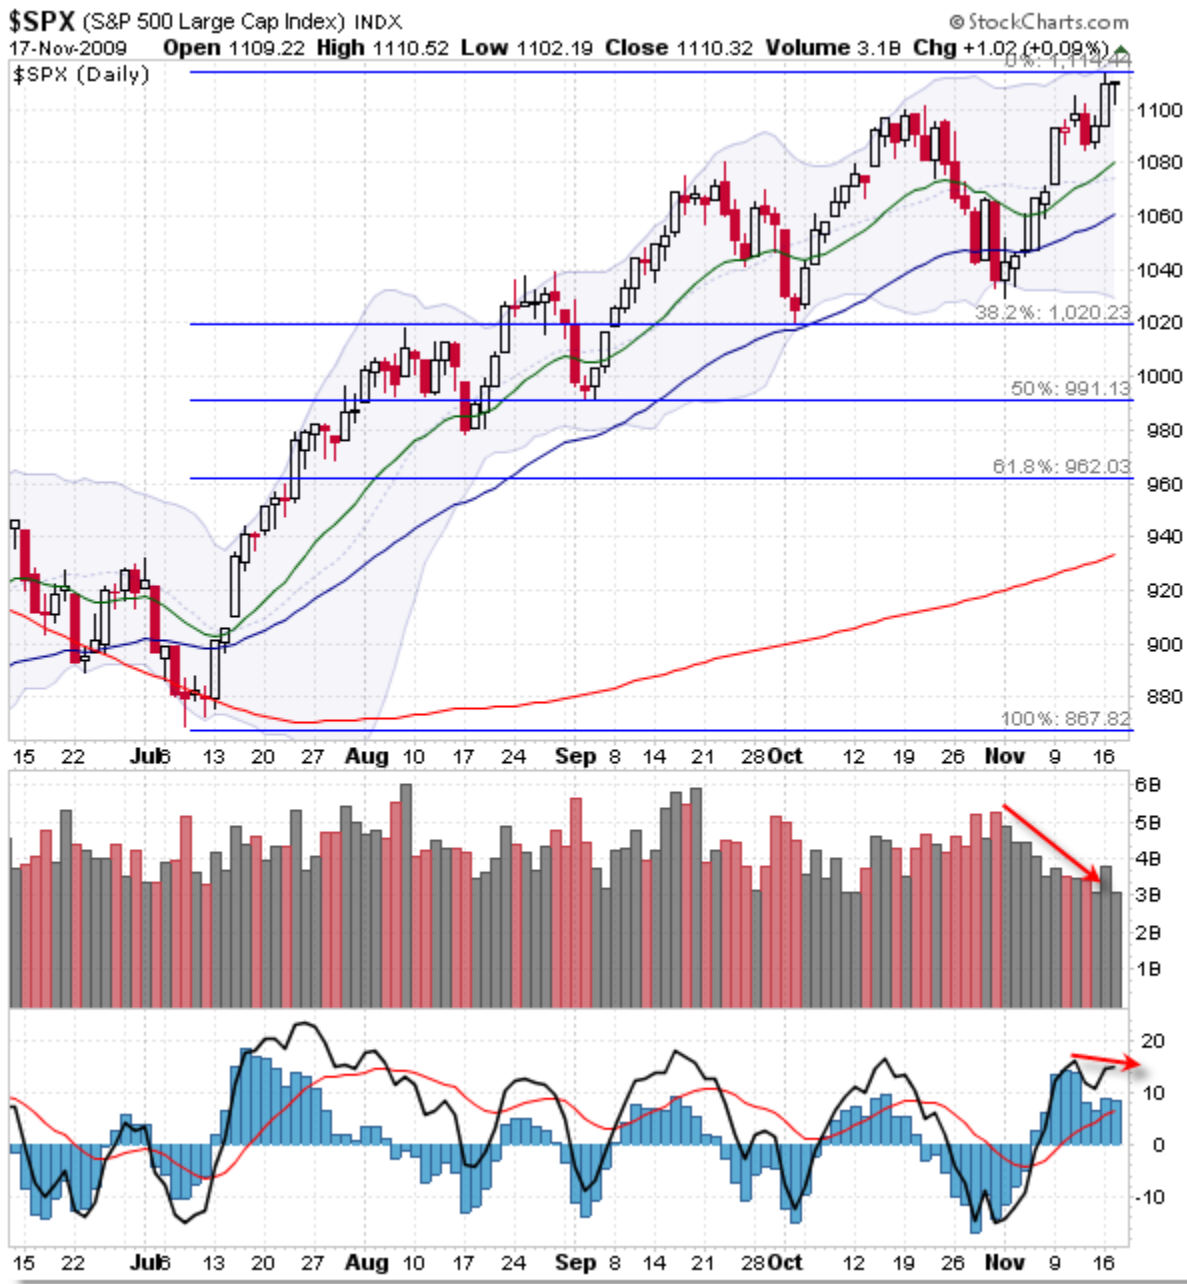 $SPX (S&P 500 Large Cap Index) INDX © StockCharts.com
17-Nov-2009 Open 1109.22 High 1110.52 Low 1102.19 Close 1110.32 Volume 3.1B Chg +1.02 (+0.09%)
$SPX (Daily) 0%: 1,114.44
1100
1080
1060
1040
38.2%: 1,020.23
1020
1000
50%: 991.13
980
61.8%: 962.03
960
940
920
900
880
100%: 867.82
15 22 Jul 6 13 20 27 Aug 10 17 24 Sep 8 14 21 28 Oct 12 19 26 Nov 9 16
6B
5B
4B
3B
2B
1B
20
10
0
-10
15 22 Jul 6 13 20 27 Aug 10 17 24 Sep 8 14 21 28 Oct 12 19 26 Nov 9 16